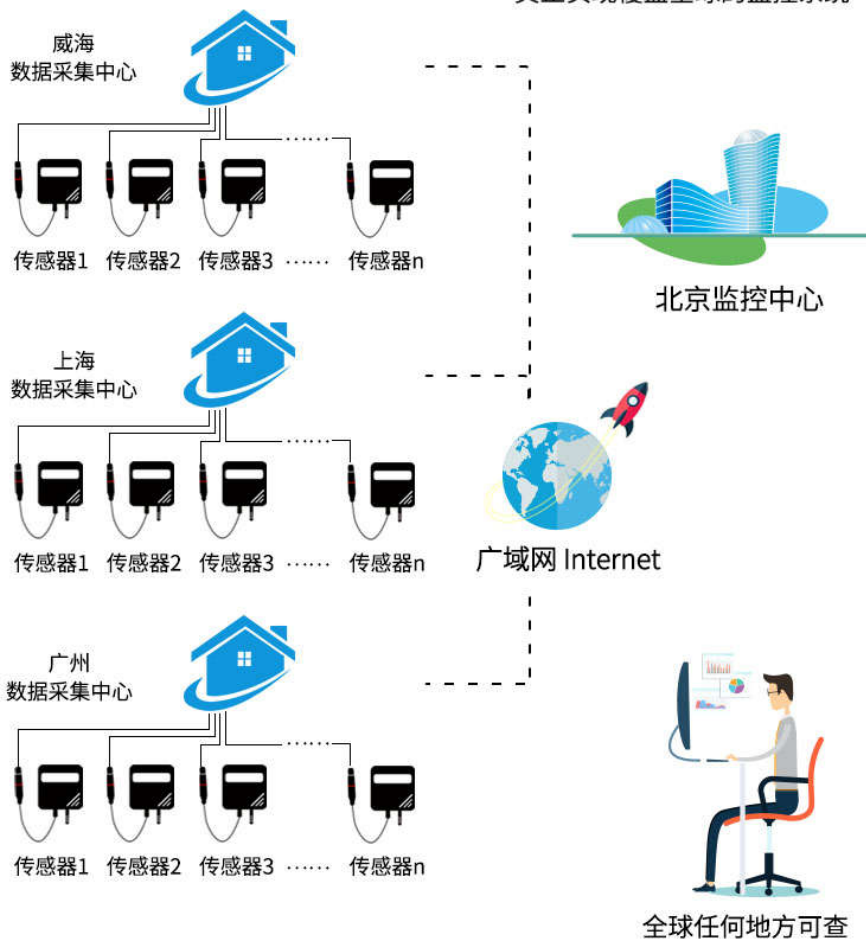 威海
数据采集中心
传感器1 传感器2 传感器3 …… 传感器n
北京监控中心
上海
数据采集中心
传感器1 传感器2 传感器3 …… 传感器n
广域网 Internet
广州
数据采集中心
传感器1 传感器2 传感器3 …… 传感器n
全球任何地方可查